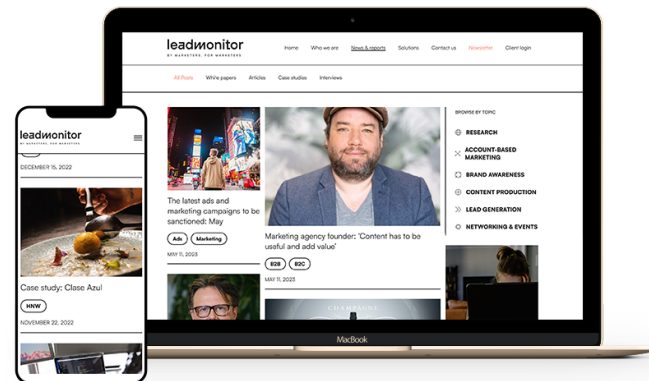 leadmonitor
BY MARKETERS, FOR MARKETERS
Home Who we are News & reports Solutions Contact us Newsletter Client login
All Posts White papers Articles Case studies Interviews
The latest ads and
marketing campaigns to be
sanctioned: May
Ads Marketing
MNY 11, 2023
Marketing agency founder: 'Content has to be
useful and add value'
B2B B2C
MAY 11, 2023
CHAMPAGNE
BROWSE BY TOPIC
RESEARCH
ACCOUNT-BASED
MARKETING
BRAND AWARENESS
CONTENT PRODUCTION
LEAD GENERATION
NETWORKING & EVENTS
MacBook
leadmonitor
BY MARKETERS, FOR MARKETERS
DECEMBER 15, 2022
Case study: Clase Azul
HNW
NOVEMBER 22, 2022